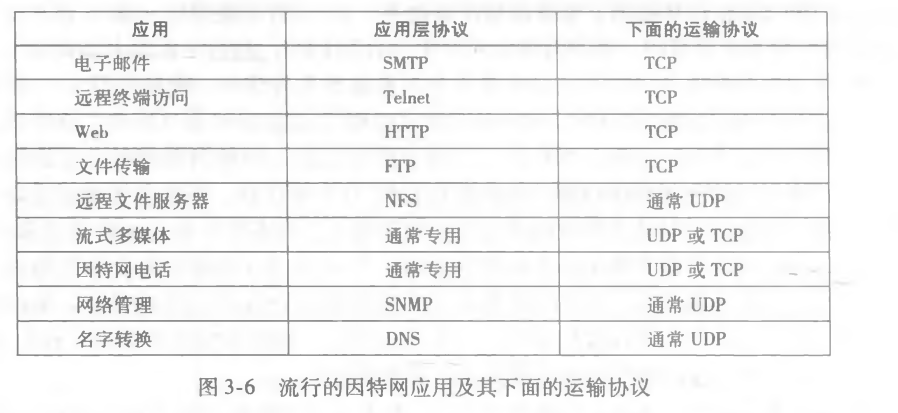 应用 应用层协议 下面的运输协议
电子邮件 SMTP TCP
远程终端访问 Telnet TCP
Web HTTP TCP
文件传输 FTP TCP
远程文件服务器 NFS 通常 UDP
流式多媒体 通常专用 UDP 或 TCP
因特网电话 通常专用 UDP 或 TCP
网络管理 SNMP 通常 UDP
名字转换 DNS 通常 UDP
图 3-6 流行的因特网应用及其下面的运输协议